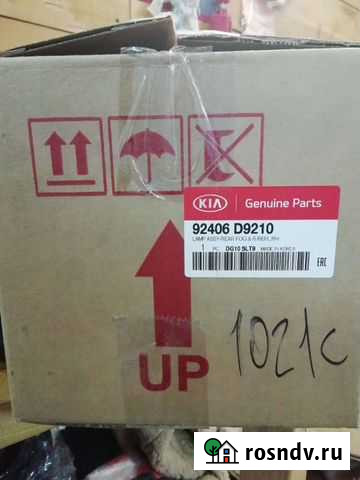 KIA Genuine Parts
92406 D9210
LAMP ASSY-REAR FOG & R/REFL,RH
1 PC DG10 5LT9 MADE IN KOREA
EAC
UP
1021c
rosndv.ru